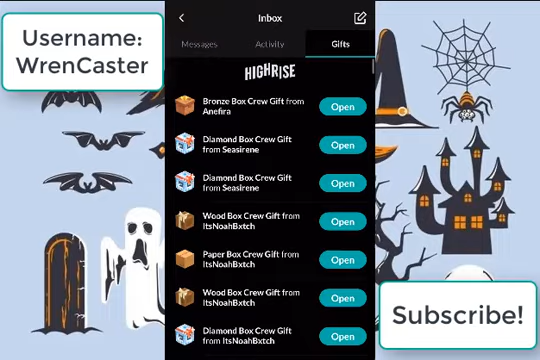 Username:
WrenCaster
Inbox
Messages Activity Gifts
HIGHRISE
Bronze Box Crew Gift from
Anefira
Open
Diamond Box Crew Gift
from Seasirene
Open
Diamond Box Crew Gift
from Seasirene
Open
Wood Box Crew Gift from
ItsNoahBxtch
Open
Paper Box Crew Gift from
ItsNoahBxtch
Open
Wood Box Crew Gift from
ItsNoahBxtch
Open
Diamond Box Crew Gift
from ItsNoahBxtch
Open
Subscribe!